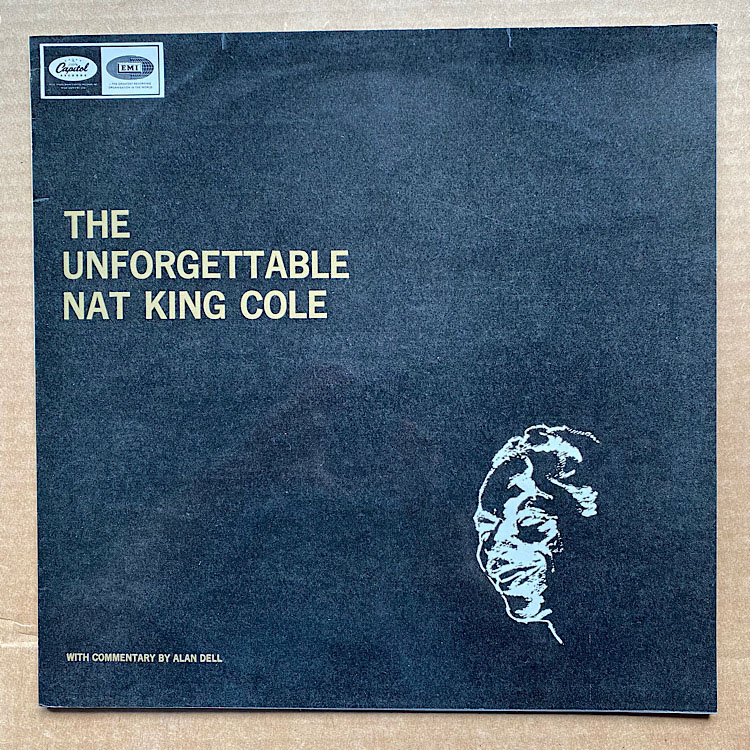 Capitol
RECORDS
EMI
THE GREATEST RECORDING
ORGANISATION IN THE WORLD
THE
UNFORGETTABLE
NAT KING COLE
WITH COMMENTARY BY ALAN DELL